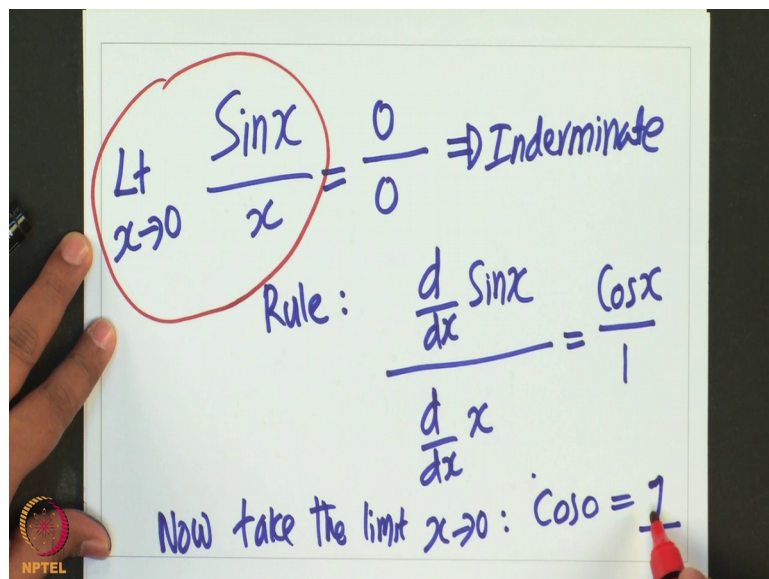 Lt x→0 Sinx/x = 0/0 ⇒ Inderminate
Rule: (d/dx Sinx)/(d/dx x) = Cosx/1
Now take the limit x→0: Cos0 = 1
NPTEL